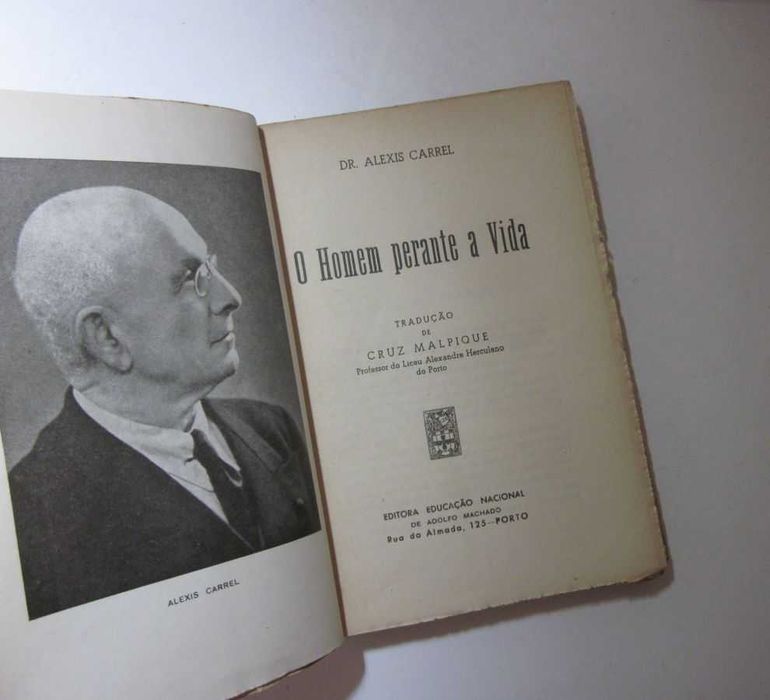 ALEXIS CARREL
DR. ALEXIS CARREL
O Homem perante a Vida
TRADUÇÃO
DE
CRUZ MALPIQUE
Professor do Liceu Alexandre Herculano
do Porto
EDITORA EDUCAÇÃO NACIONAL
DE ADOLFO MACHADO
Rua do Almada, 125—PORTO